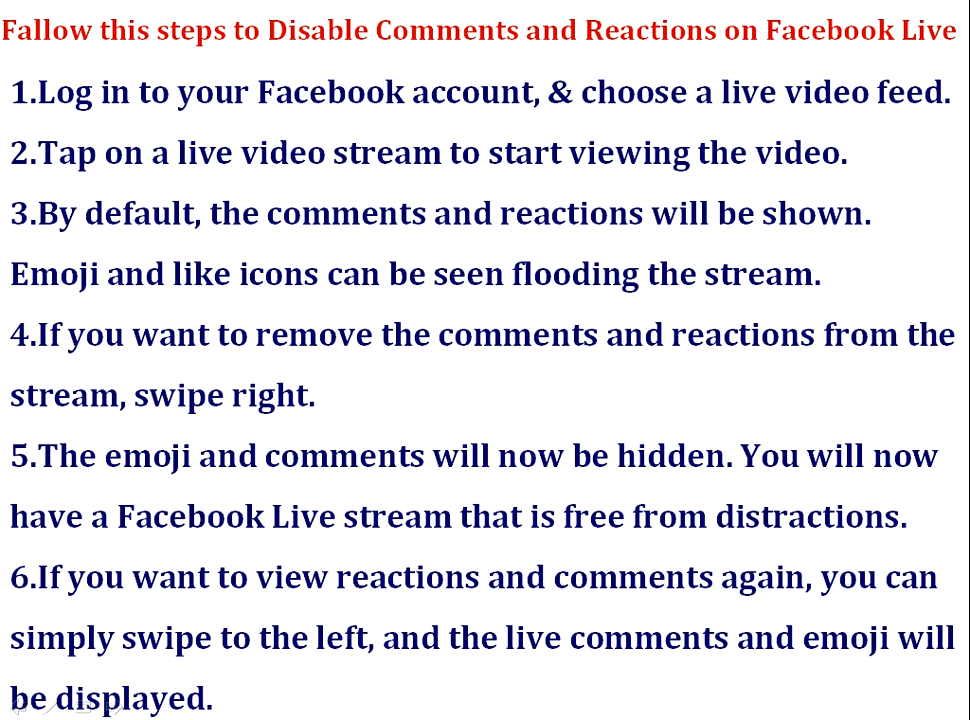 Fallow this steps to Disable Comments and Reactions on Facebook Live
1.Log in to your Facebook account, & choose a live video feed.
2.Tap on a live video stream to start viewing the video.
3.By default, the comments and reactions will be shown.
Emoji and like icons can be seen flooding the stream.
4.If you want to remove the comments and reactions from the
stream, swipe right.
5.The emoji and comments will now be hidden. You will now
have a Facebook Live stream that is free from distractions.
6.If you want to view reactions and comments again, you can
simply swipe to the left, and the live comments and emoji will
be displayed.